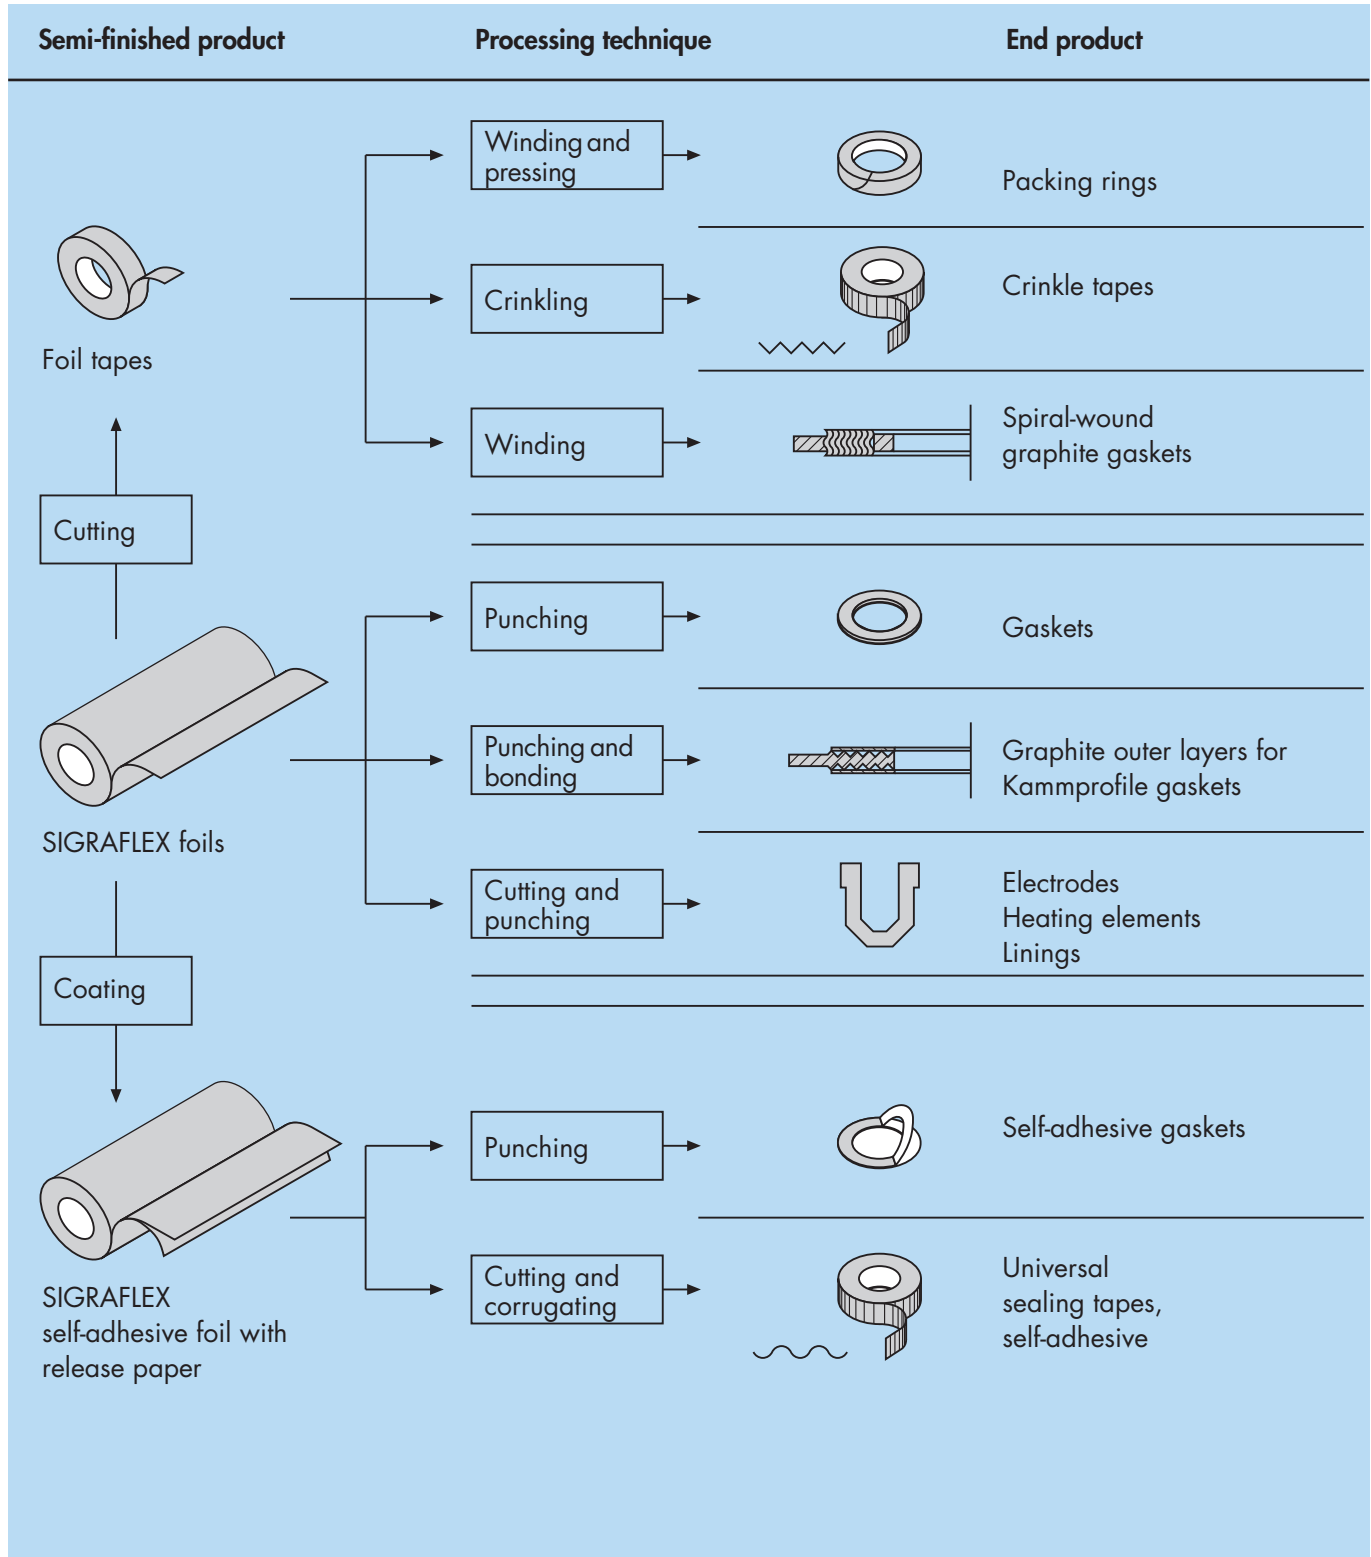 Semi-finished product
Processing technique
End product
Winding and
pressing
Packing rings
Foil tapes
Crinkling
Crinkle tapes
Winding
Spiral-wound
graphite gaskets
Cutting
Punching
Gaskets
SIGRAFLEX foils
Punching and
bonding
Graphite outer layers for
Kammprofile gaskets
Cutting and
punching
Electrodes
Heating elements
Linings
Coating
Punching
Self-adhesive gaskets
SIGRAFLEX
self-adhesive foil with
release paper
Cutting and
corrugating
Universal
sealing tapes,
self-adhesive